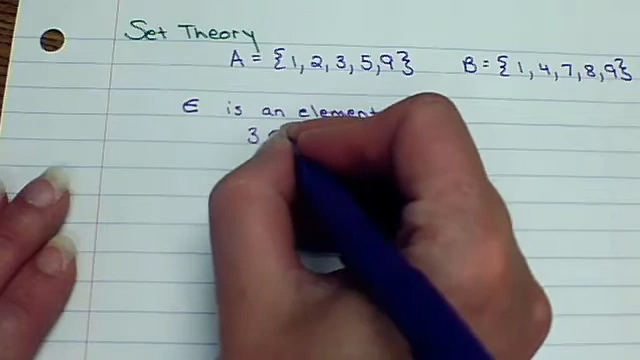 Set Theory
A = {1, 2, 3, 5, 9} B = {1, 4, 7, 8, 9}
∈ is an element
3